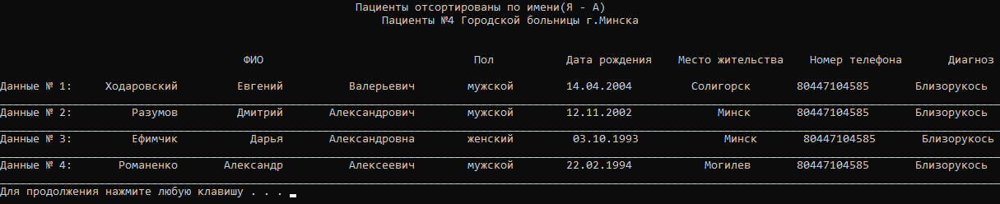 Пациенты отсортированы по имени(Я - А)
Пациенты №4 Городской больницы г.Минска
ФИО Пол Дата рождения Место жительства Номер телефона Диагноз
Данные № 1: Ходаровский Евгений Валерьевич мужской 14.04.2004 Солигорск 80447104585 Близорукось
Данные № 2: Разумов Дмитрий Александрович мужской 12.11.2002 Минск 80447104585 Близорукось
Данные № 3: Ефимчик Дарья Александровна женский 03.10.1993 Минск 80447104585 Близорукось
Данные № 4: Романенко Александр Алексеевич мужской 22.02.1994 Могилев 80447104585 Близорукось
Для продолжения нажмите любую клавишу . . .